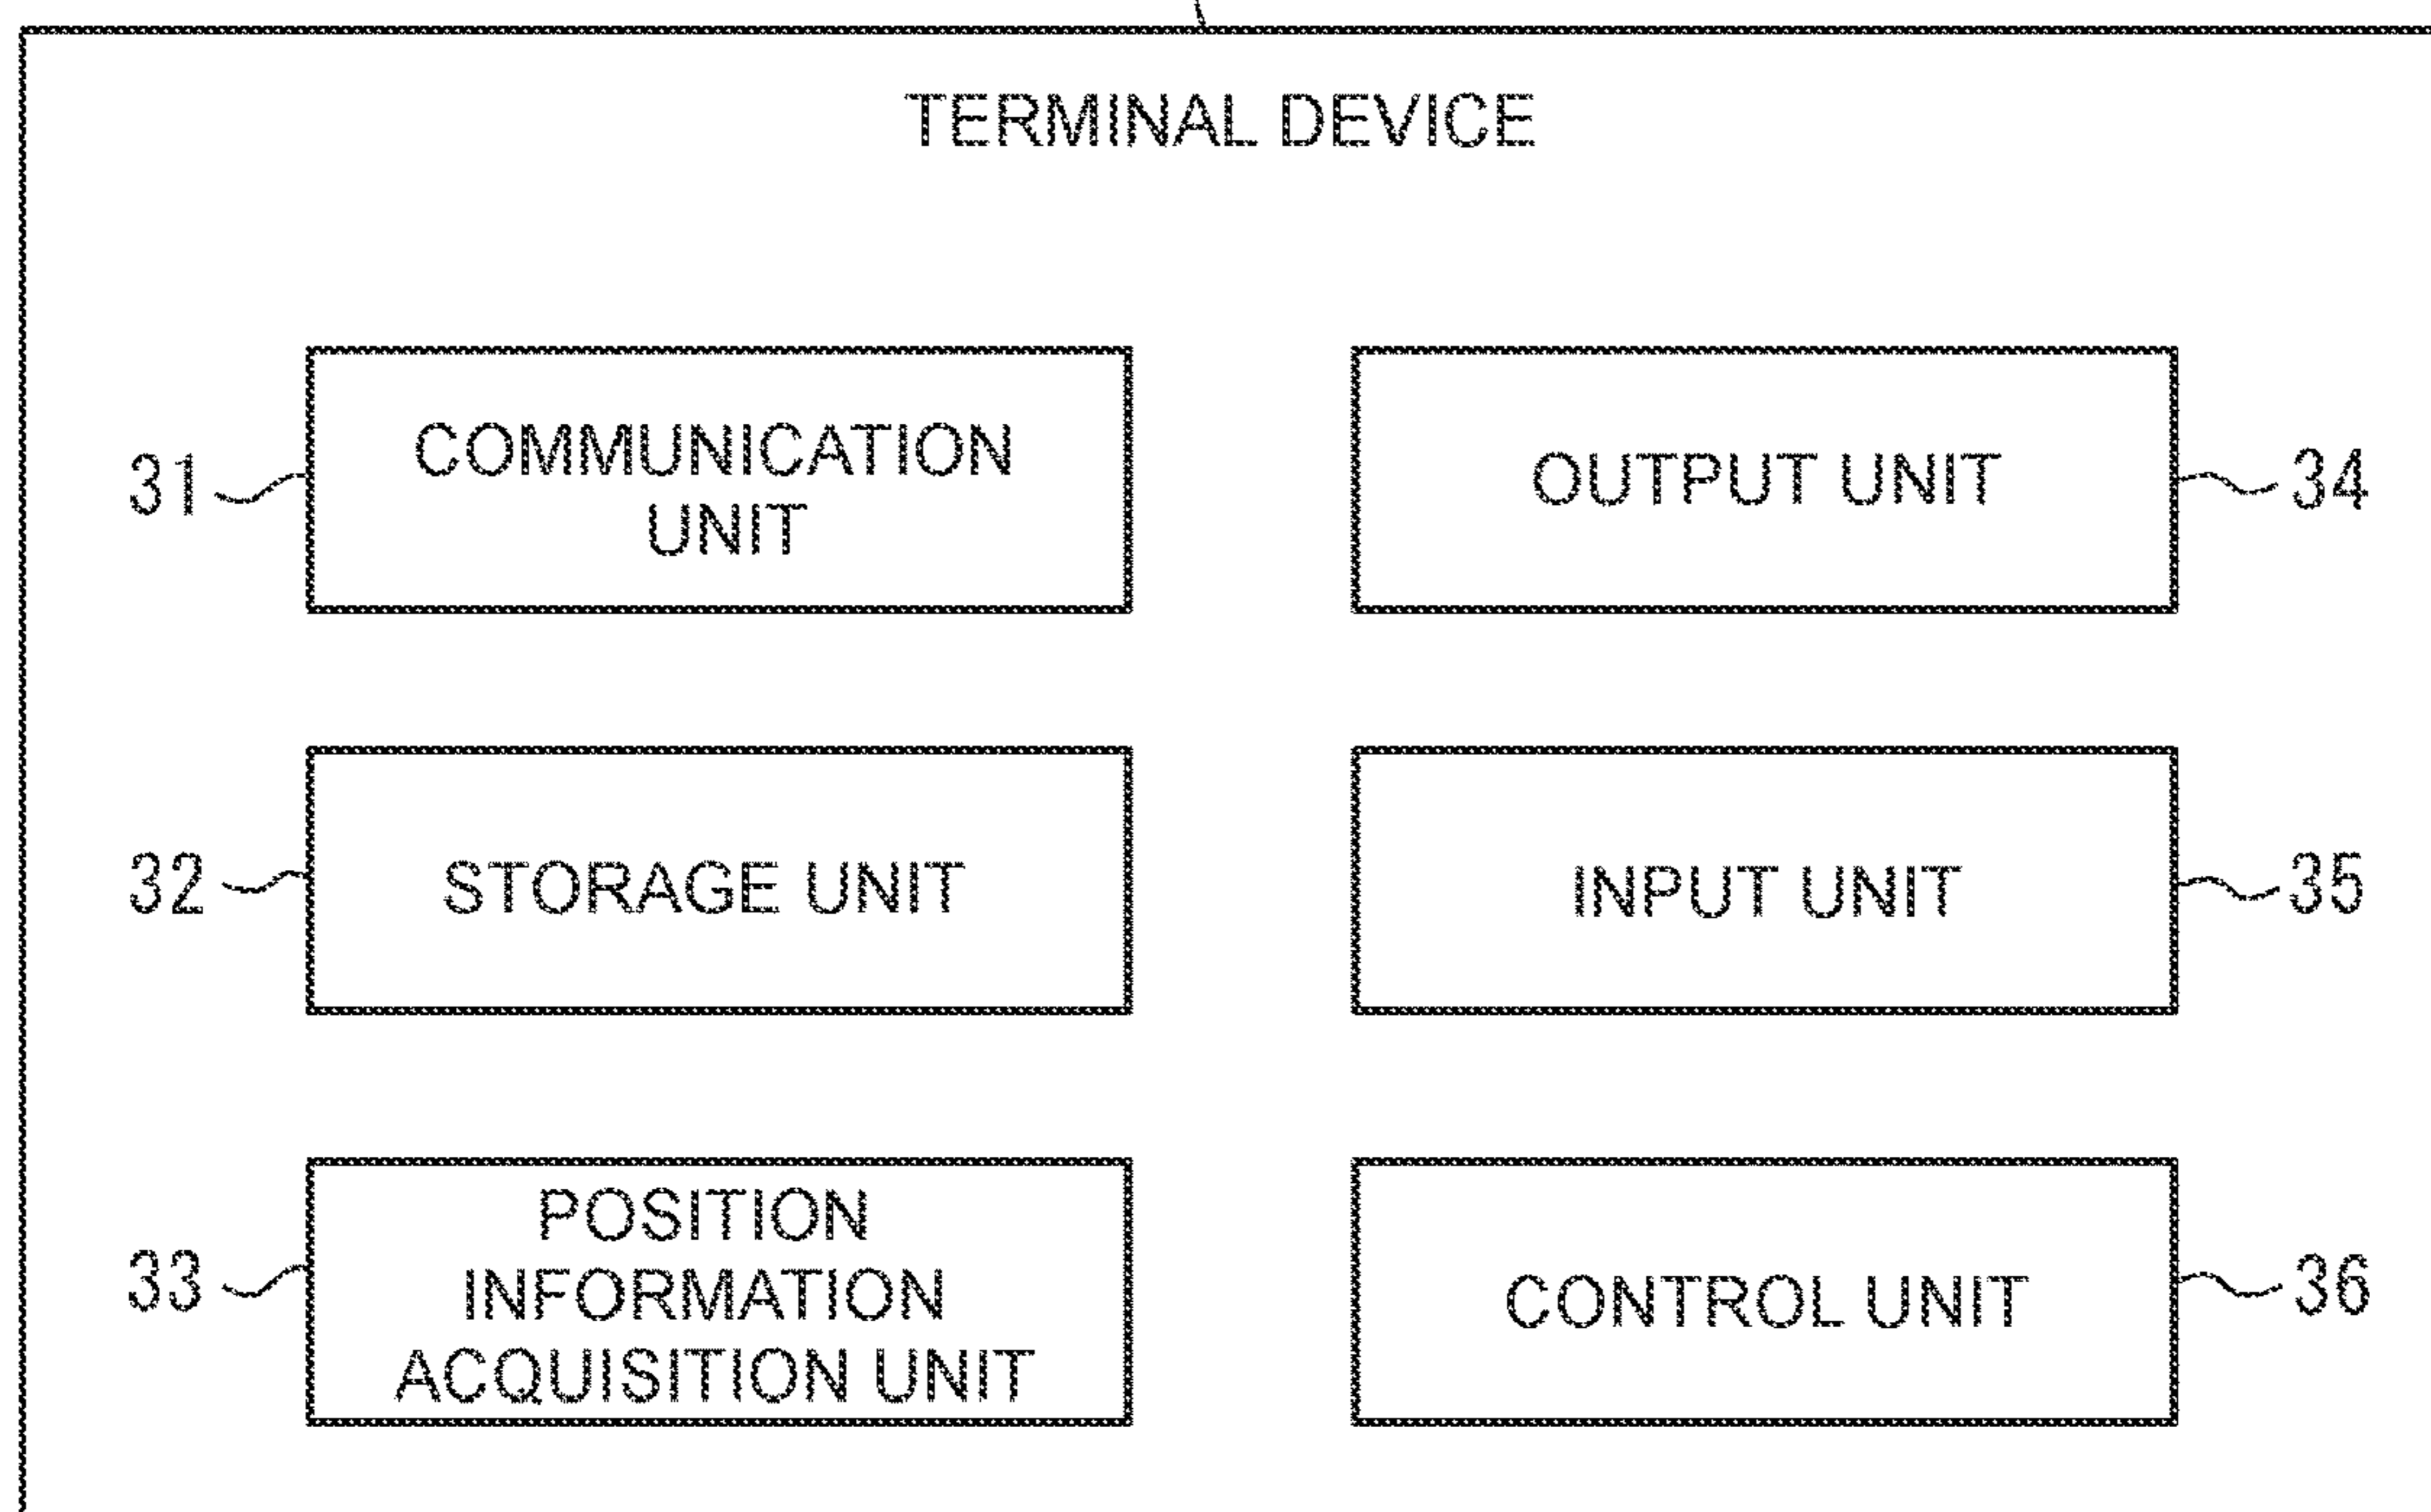 TERMINAL DEVICE
31
COMMUNICATION
UNIT
OUTPUT UNIT
34
32
STORAGE UNIT
INPUT UNIT
35
33
POSITION
INFORMATION
ACQUISITION UNIT
CONTROL UNIT
36